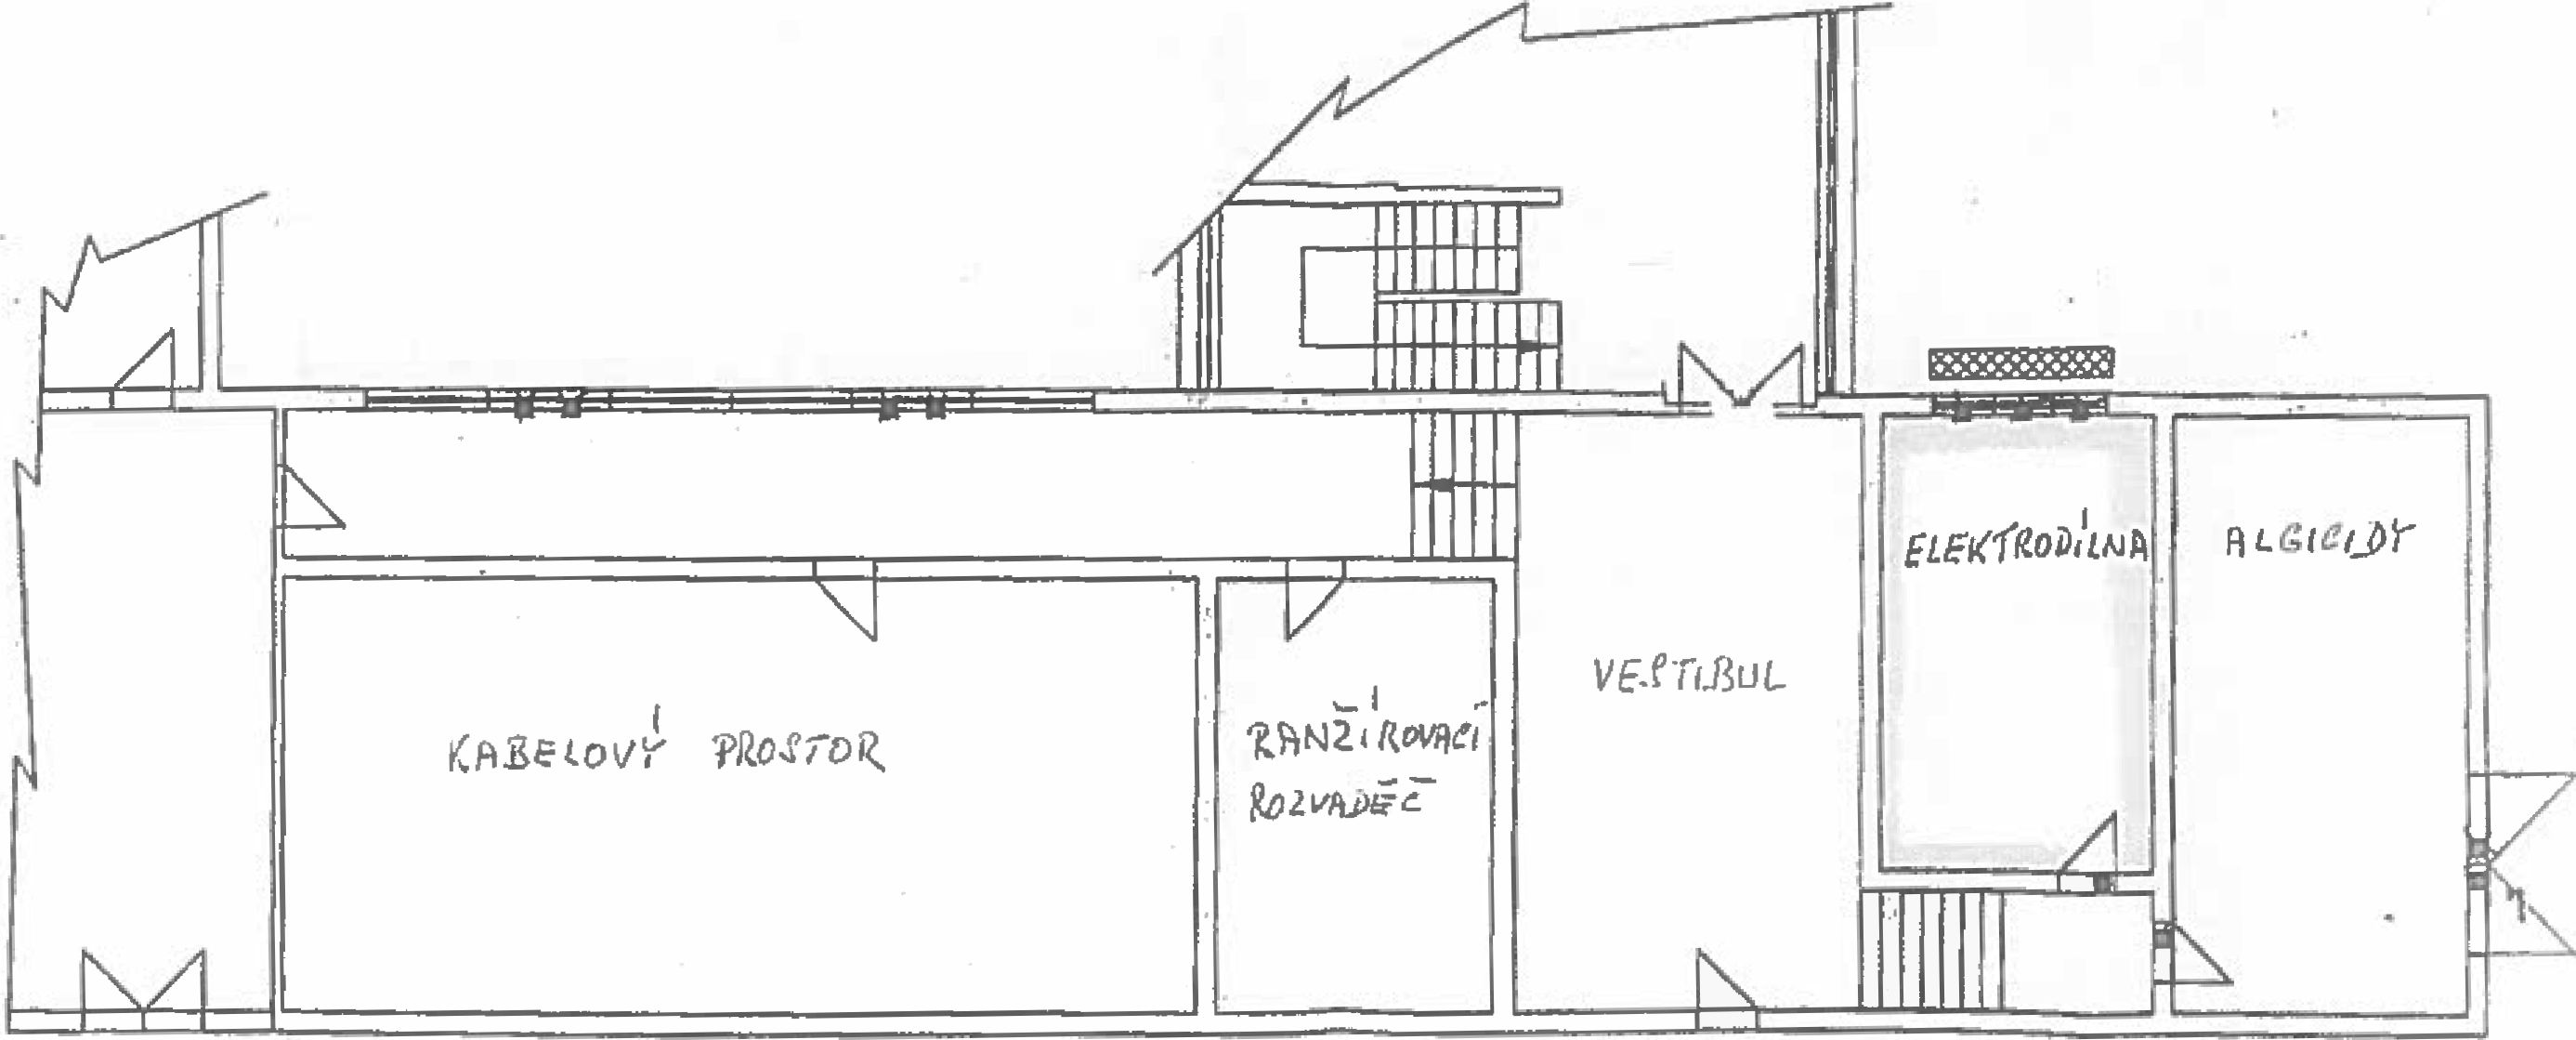 KABELOVÝ PROSTOR
RANŽÍROVACÍ
ROZVADĚČ
VESTIBUL
ELEKTRODÍLNA
ALGICIDY